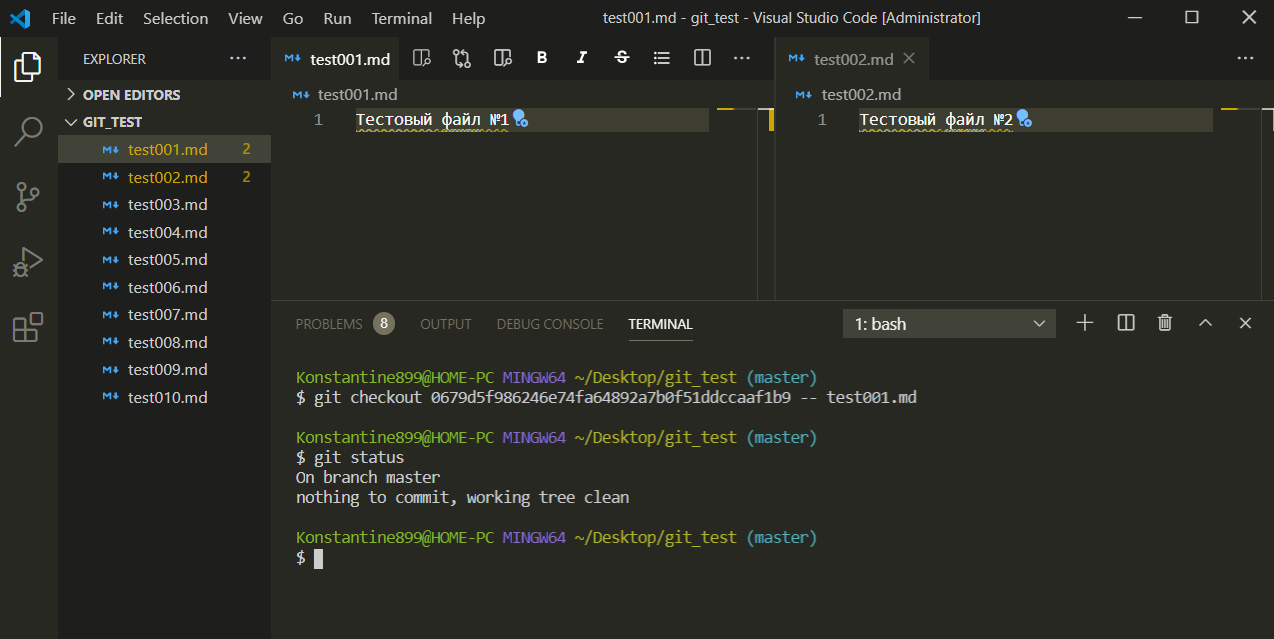 File Edit Selection View Go Run Terminal Help test001.md - git_test - Visual Studio Code [Administrator]
EXPLORER
OPEN EDITORS
GIT_TEST
test001.md 2
test002.md 2
test003.md
test004.md
test005.md
test006.md
test007.md
test008.md
test009.md
test010.md
test001.md
B I S
test001.md
1 Тестовый файл №1
test002.md
test002.md
1 Тестовый файл №2
PROBLEMS 8 OUTPUT DEBUG CONSOLE TERMINAL 1: bash
Konstantine899@HOME-PC MINGW64 ~/Desktop/git_test (master)
$ git checkout 0679d5f986246e74fa64892a7b0f51ddccaaf1b9 -- test001.md
Konstantine899@HOME-PC MINGW64 ~/Desktop/git_test (master)
$ git status
On branch master
nothing to commit, working tree clean
Konstantine899@HOME-PC MINGW64 ~/Desktop/git_test (master)
$